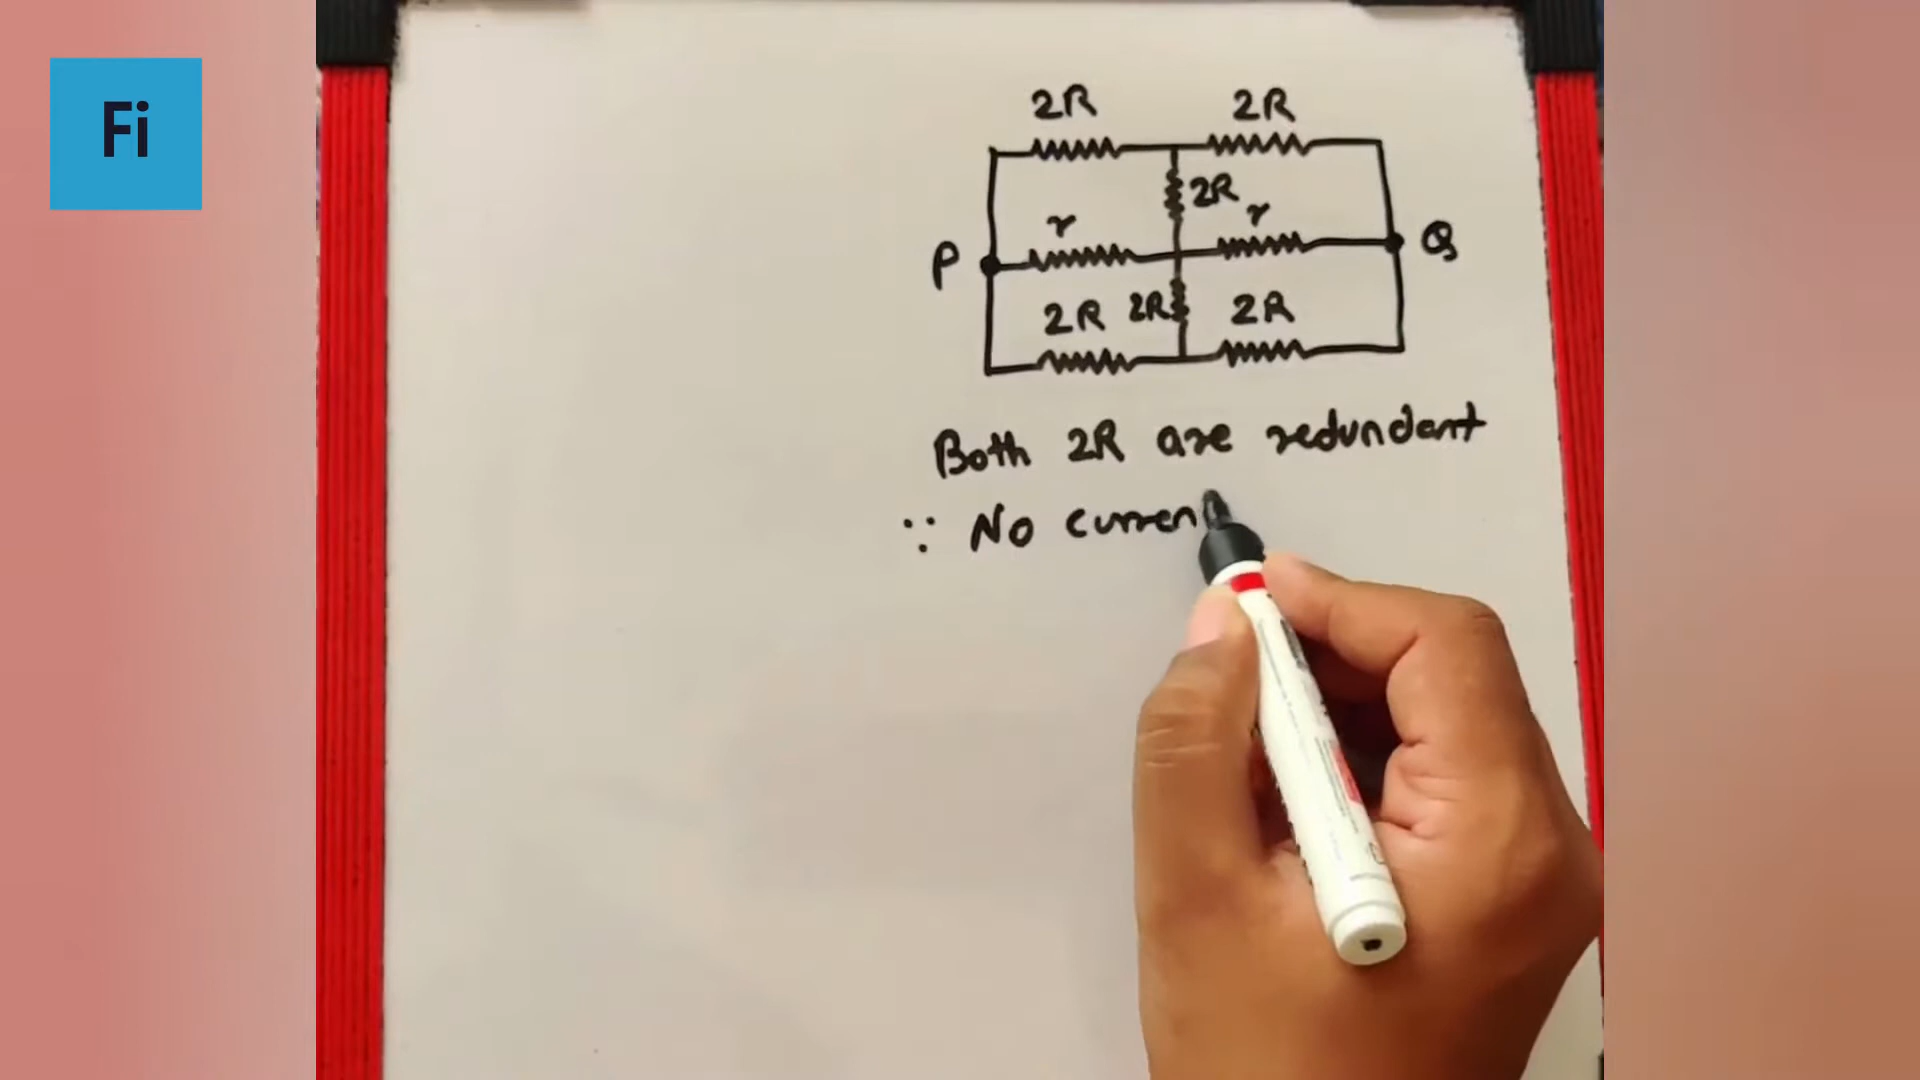 Fi
2R 2R
2R
r r
P Q
2R 2R 2R
Both 2R are redundant
∵ No curren